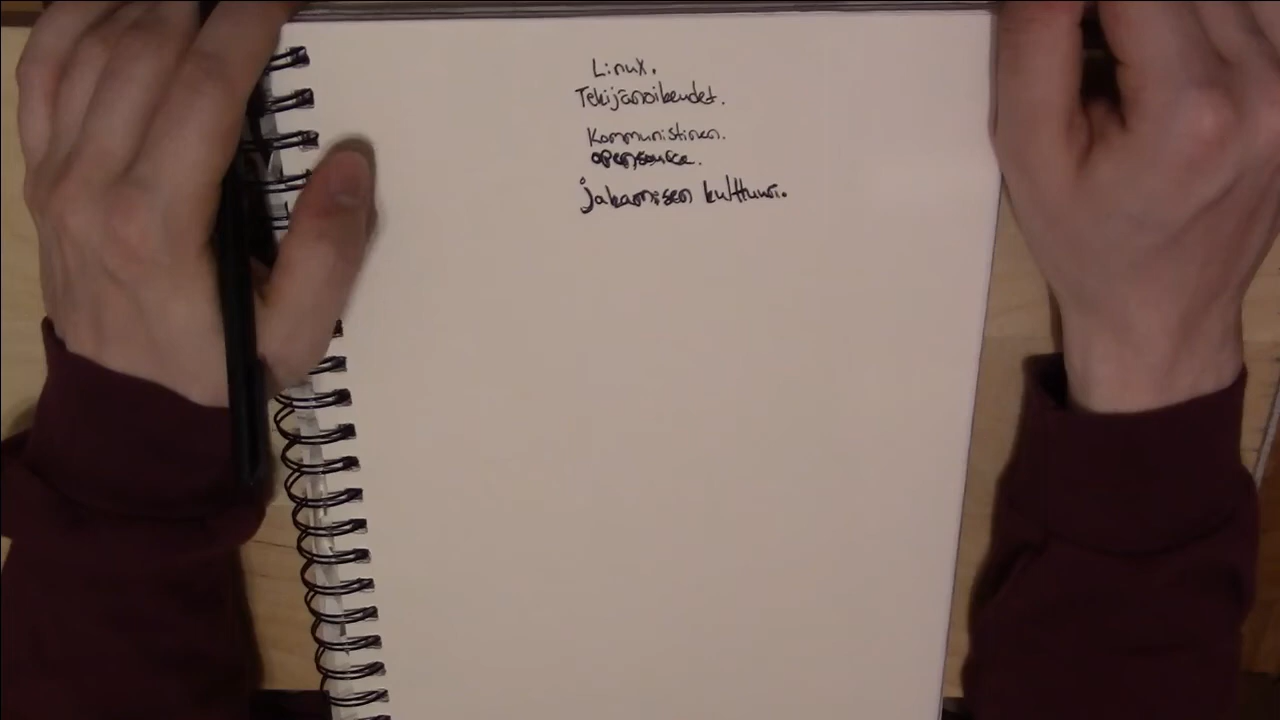 Linux.
Tekijänoikeudet.
Kommunistinen.
opensource.
jakamisen kulttuuri.